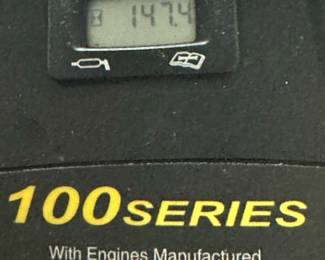 147.4
100 SERIES
With Engines Manufactured